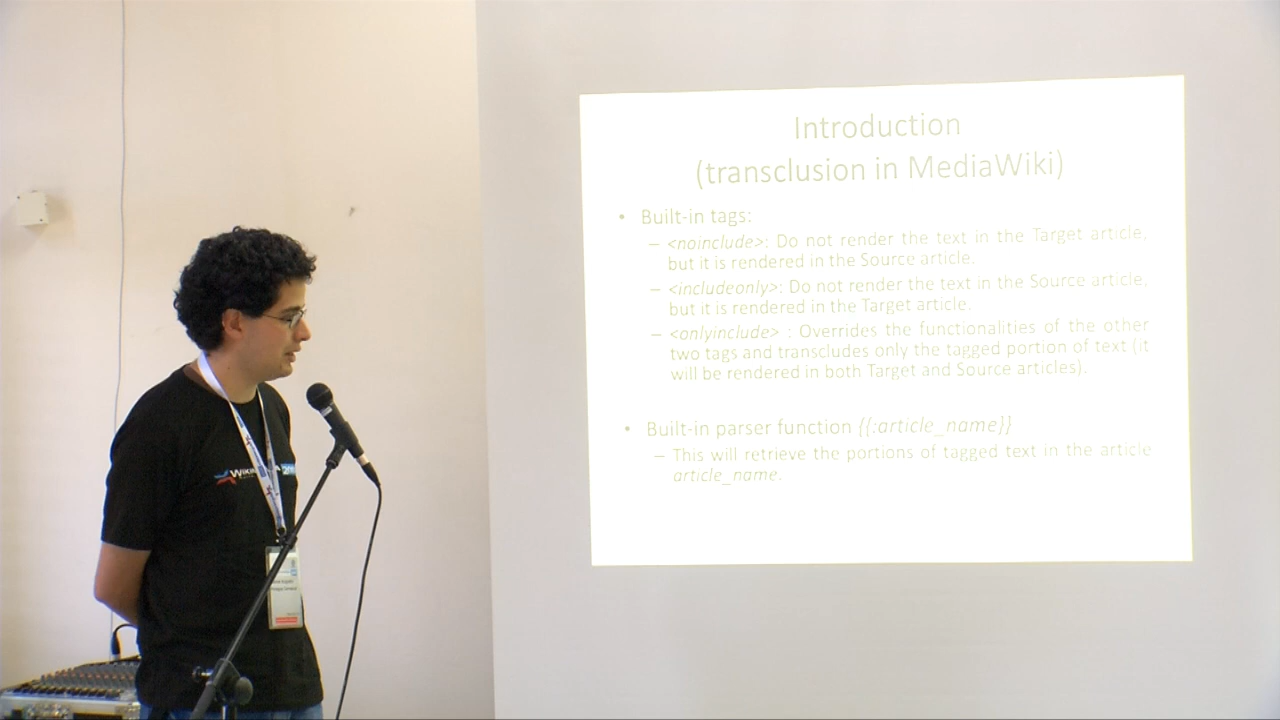 Introduction
(transclusion in MediaWiki)
• Built-in tags:
– <noinclude>: Do not render the text in the Target article,
but it is rendered in the Source article.
– <includeonly>: Do not render the text in the Source article,
but it is rendered in the Target article.
– <onlyinclude> : Overrides the functionalities of the other
two tags and transcludes only the tagged portion of text (it
will be rendered in both Target and Source articles).
• Built-in parser function {{:article_name}}
– This will retrieve the portions of tagged text in the article
article_name.